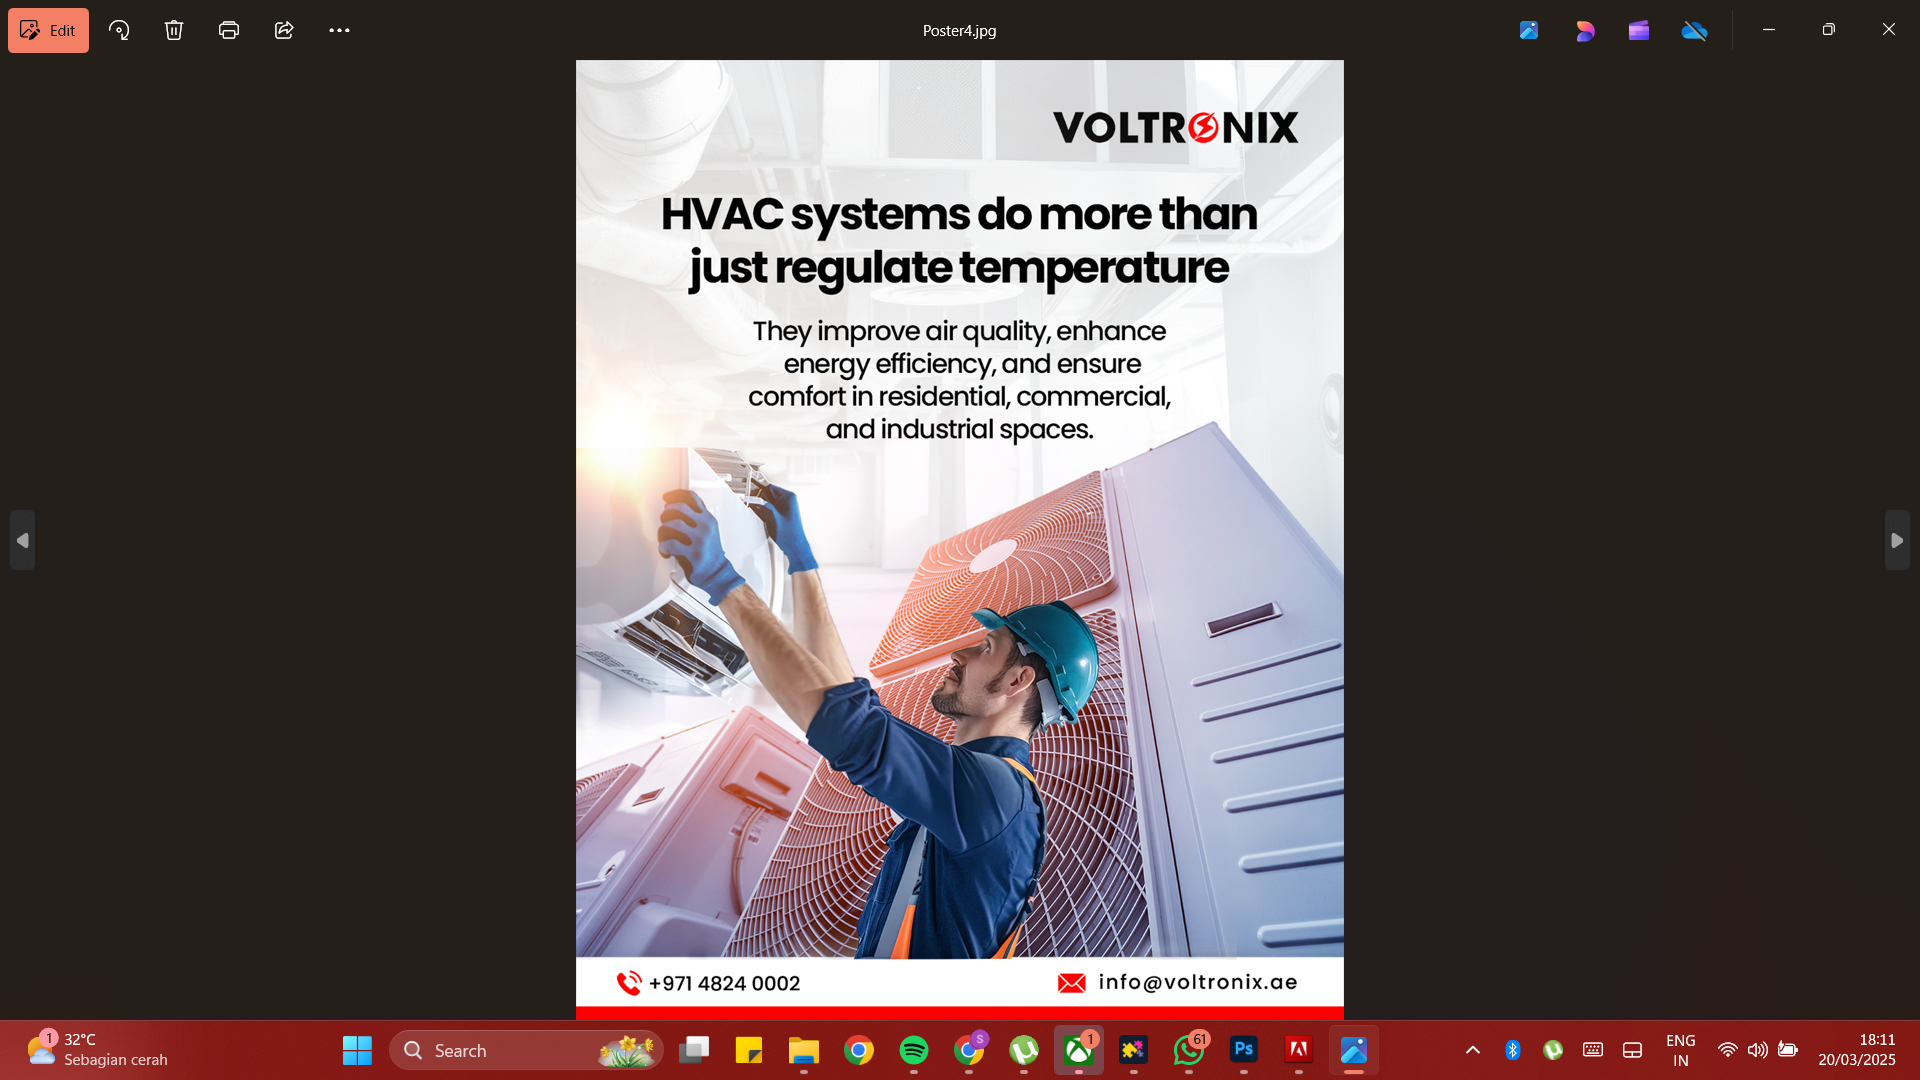 Edit
Poster4.jpg
VOLTRONIX
HVAC systems do more than
just regulate temperature
They improve air quality, enhance
energy efficiency, and ensure
comfort in residential, commercial,
and industrial spaces.
+971 4824 0002
info@voltronix.ae
1
32°C
Sebagian cerah
Search
S
1
61
Ps
ENG
IN
18:11
20/03/2025